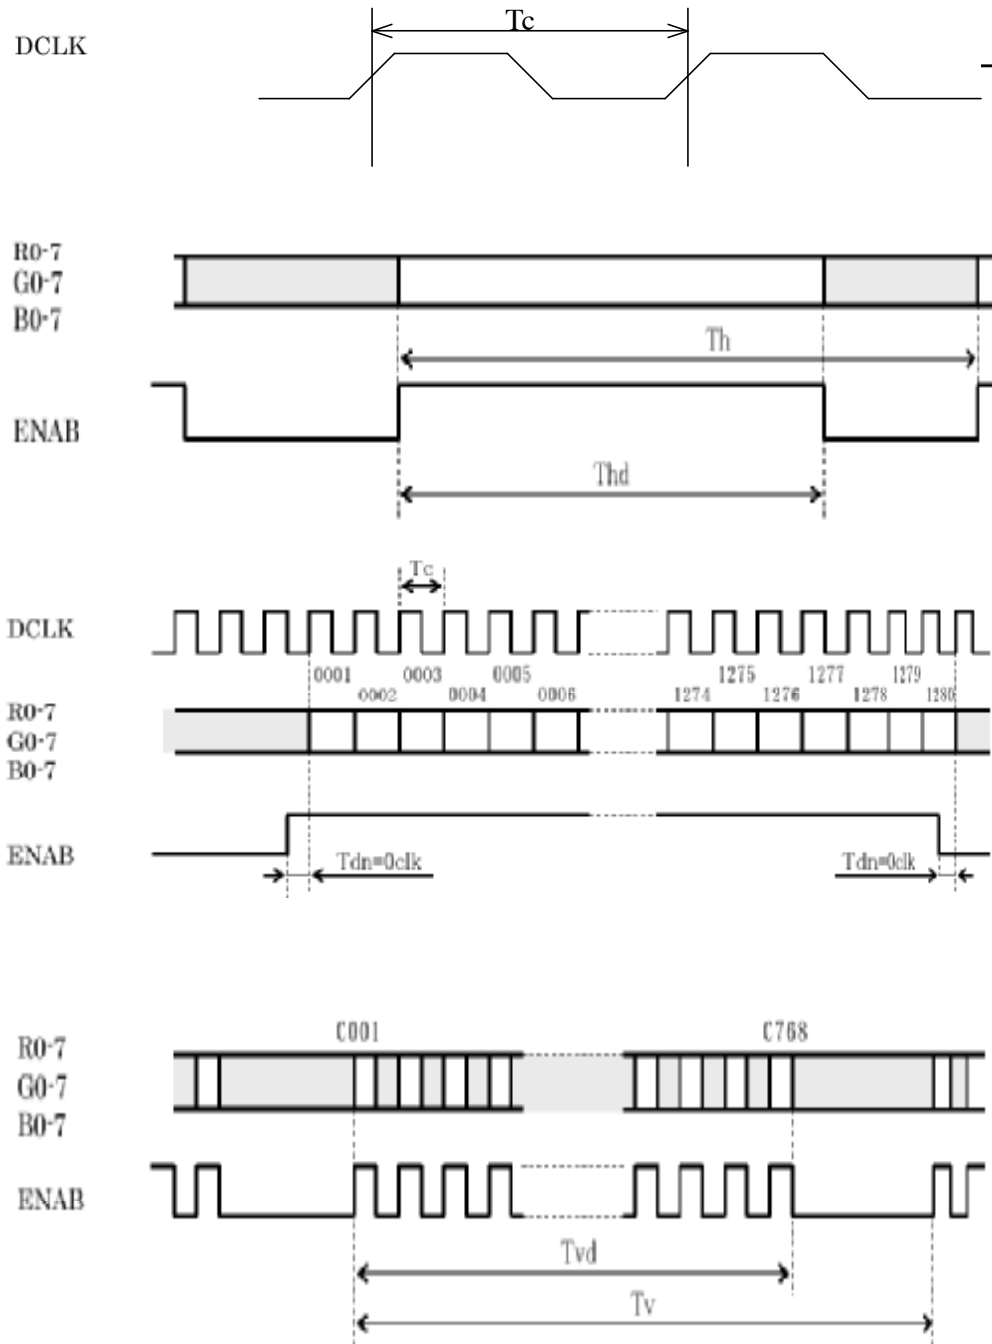 Tc
DCLK
R0-7
G0-7
B0-7
Th
ENAB
Thd
Tc
DCLK
0001 0003 0005 1275 1277 1279
0002 0004 0006 1274 1276 1278 1280
R0-7
G0-7
B0-7
ENAB
Tdn=0clk Tdn=0clk
C001 C768
R0-7
G0-7
B0-7
ENAB
Tvd
Tv